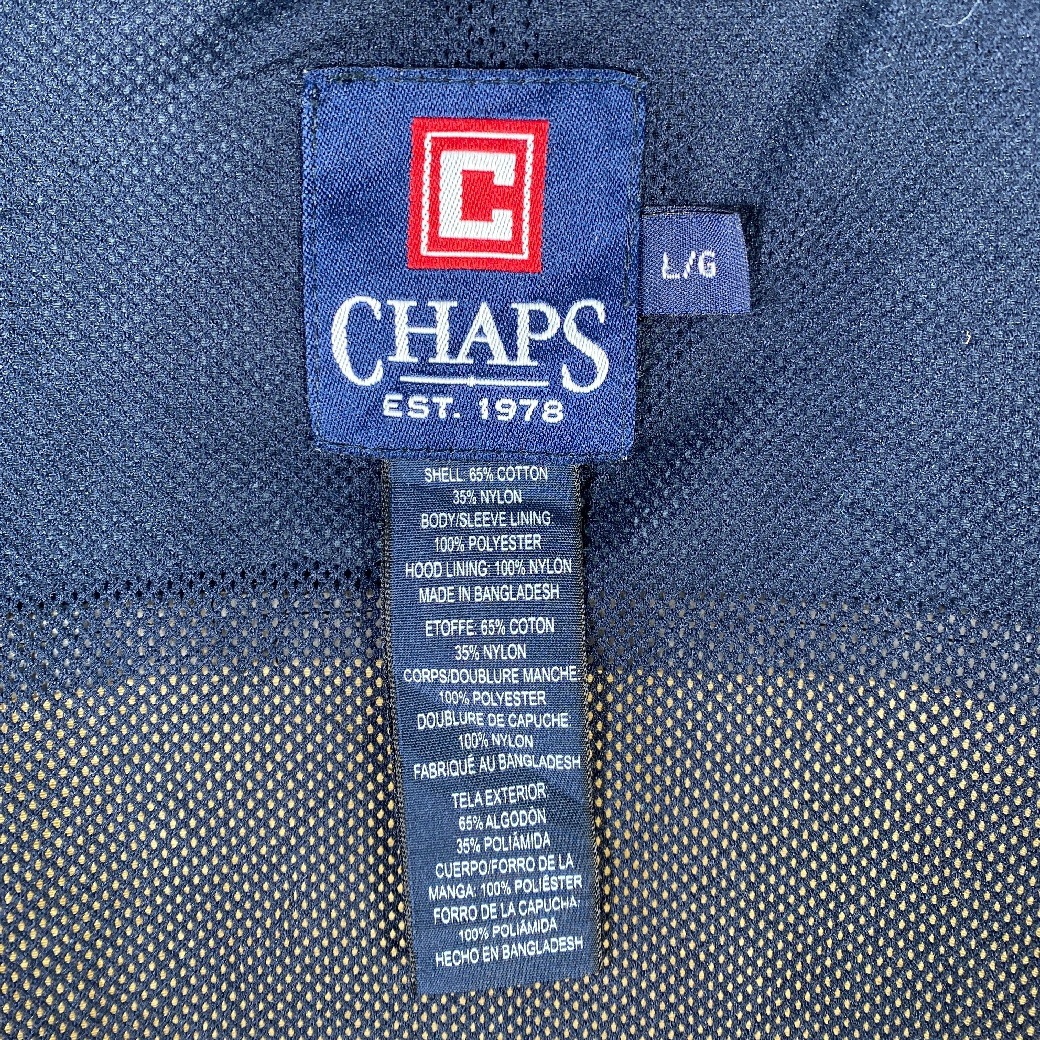 C
CHAPS
EST. 1978
L/G
SHELL: 65% COTTON
35% NYLON
BODY/SLEEVE LINING
100% POLYESTER
HOOD LINING: 100% NYLON
MADE IN BANGLADESH
ETOFFE: 65% COTON
35% NYLON
CORPS/DOUBLURE MANCHE:
100% POLYESTER
DOUBLURE DE CAPUCHE:
100% NYLON
FABRIQUÉ AU BANGLADESH
TELA EXTERIOR:
65% ALGODÓN
35% POLIÁMIDA
CUERPO/FORRO DE LA
MANGA: 100% POLIÉSTER
FORRO DE LA CAPUCHA:
100% POLIÁMIDA
HECHO EN BANGLADESH